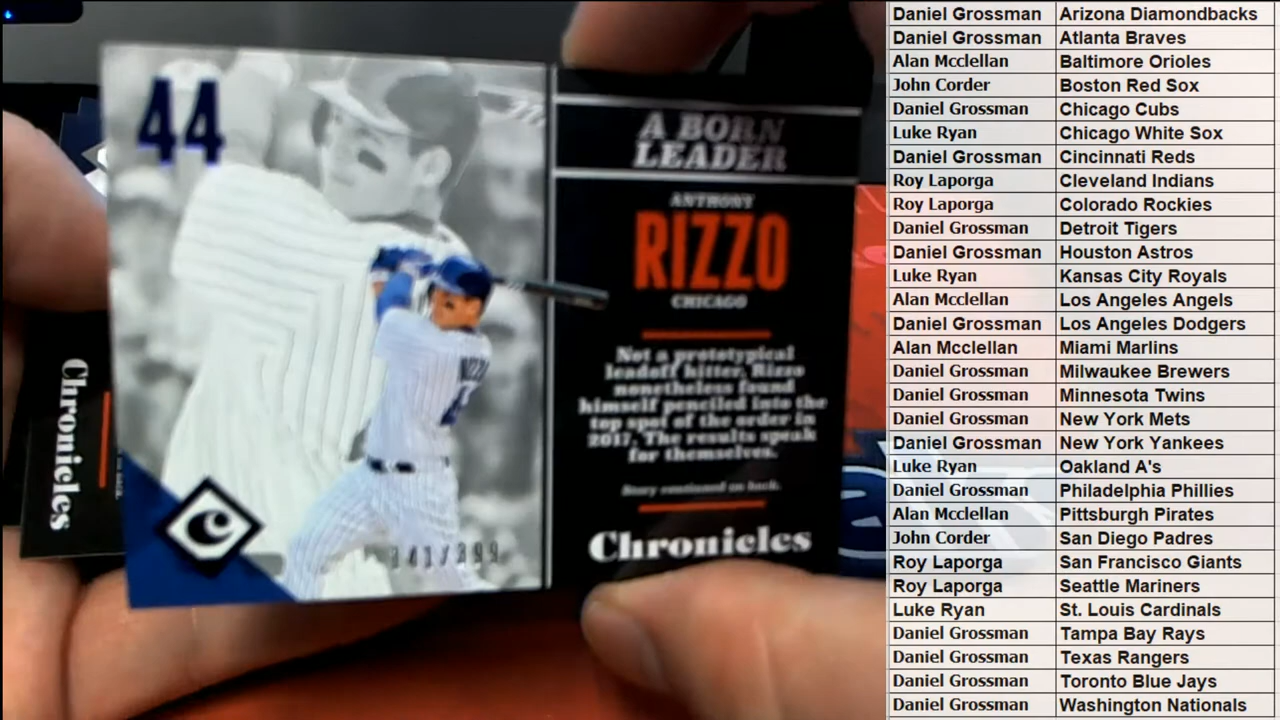 44
A BORN
LEADER
ANTHONY
RIZZO
CHICAGO
Not a prototypical
leadoff hitter, Rizzo
nonetheless found
himself penciled into the
top spot of the order in
2017. The results speak
for themselves.
Story continued on back.
Chronicles
141/399
RIZZO
Chronicles
Daniel Grossman Arizona Diamondbacks
Daniel Grossman Atlanta Braves
Alan Mcclellan Baltimore Orioles
John Corder Boston Red Sox
Daniel Grossman Chicago Cubs
Luke Ryan Chicago White Sox
Daniel Grossman Cincinnati Reds
Roy Laporga Cleveland Indians
Roy Laporga Colorado Rockies
Daniel Grossman Detroit Tigers
Daniel Grossman Houston Astros
Luke Ryan Kansas City Royals
Alan Mcclellan Los Angeles Angels
Daniel Grossman Los Angeles Dodgers
Alan Mcclellan Miami Marlins
Daniel Grossman Milwaukee Brewers
Daniel Grossman Minnesota Twins
Daniel Grossman New York Mets
Daniel Grossman New York Yankees
Luke Ryan Oakland A's
Daniel Grossman Philadelphia Phillies
Alan Mcclellan Pittsburgh Pirates
John Corder San Diego Padres
Roy Laporga San Francisco Giants
Roy Laporga Seattle Mariners
Luke Ryan St. Louis Cardinals
Daniel Grossman Tampa Bay Rays
Daniel Grossman Texas Rangers
Daniel Grossman Toronto Blue Jays
Daniel Grossman Washington Nationals